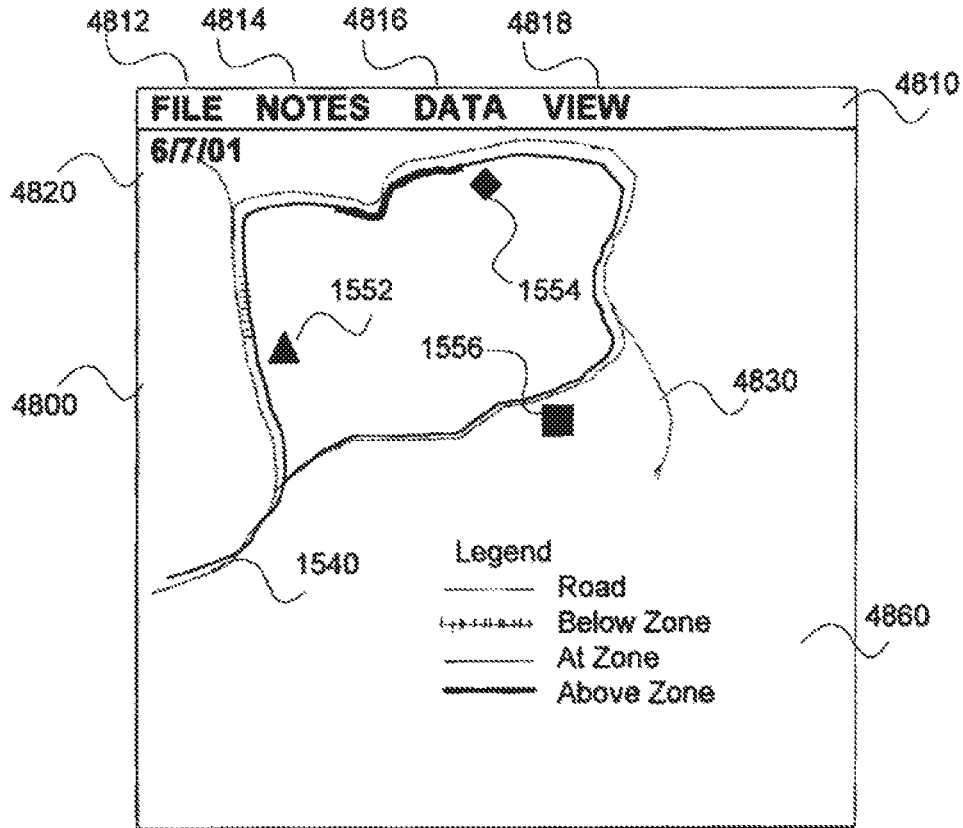 4812
4814
4816
4818
4810
FILE NOTES DATA VIEW
6/7/01
4820
1552
1554
1556
4800
4830
1540
Legend
Road
Below Zone
At Zone
Above Zone
4860